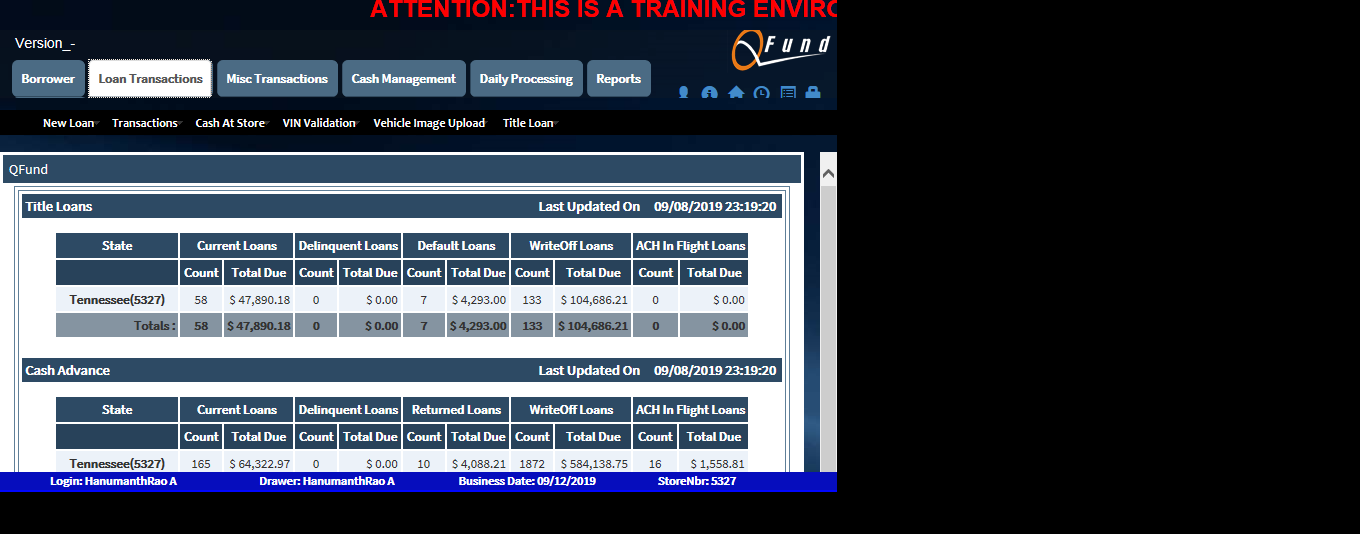 ATTENTION:THIS IS A TRAINING ENVIRO
Version_-
QFund
Borrower Loan Transactions Misc Transactions Cash Management Daily Processing Reports
New Loan Transactions Cash At Store VIN Validation Vehicle Image Upload Title Loan
QFund
Title Loans Last Updated On 09/08/2019 23:19:20
State Current Loans Delinquent Loans Default Loans WriteOff Loans ACH In Flight Loans
Count Total Due Count Total Due Count Total Due Count Total Due Count Total Due
Tennessee(5327) 58 $ 47,890.18 0 $ 0.00 7 $ 4,293.00 133 $ 104,686.21 0 $ 0.00
Totals : 58 $ 47,890.18 0 $ 0.00 7 $ 4,293.00 133 $ 104,686.21 0 $ 0.00
Cash Advance Last Updated On 09/08/2019 23:19:20
State Current Loans Delinquent Loans Returned Loans WriteOff Loans ACH In Flight Loans
Count Total Due Count Total Due Count Total Due Count Total Due Count Total Due
Tennessee(5327) 165 $ 64,322.97 0 $ 0.00 10 $ 4,088.21 1872 $ 584,138.75 16 $ 1,558.81
Login: HanumanthRao A Drawer: HanumanthRao A Business Date: 09/12/2019 StoreNbr: 5327